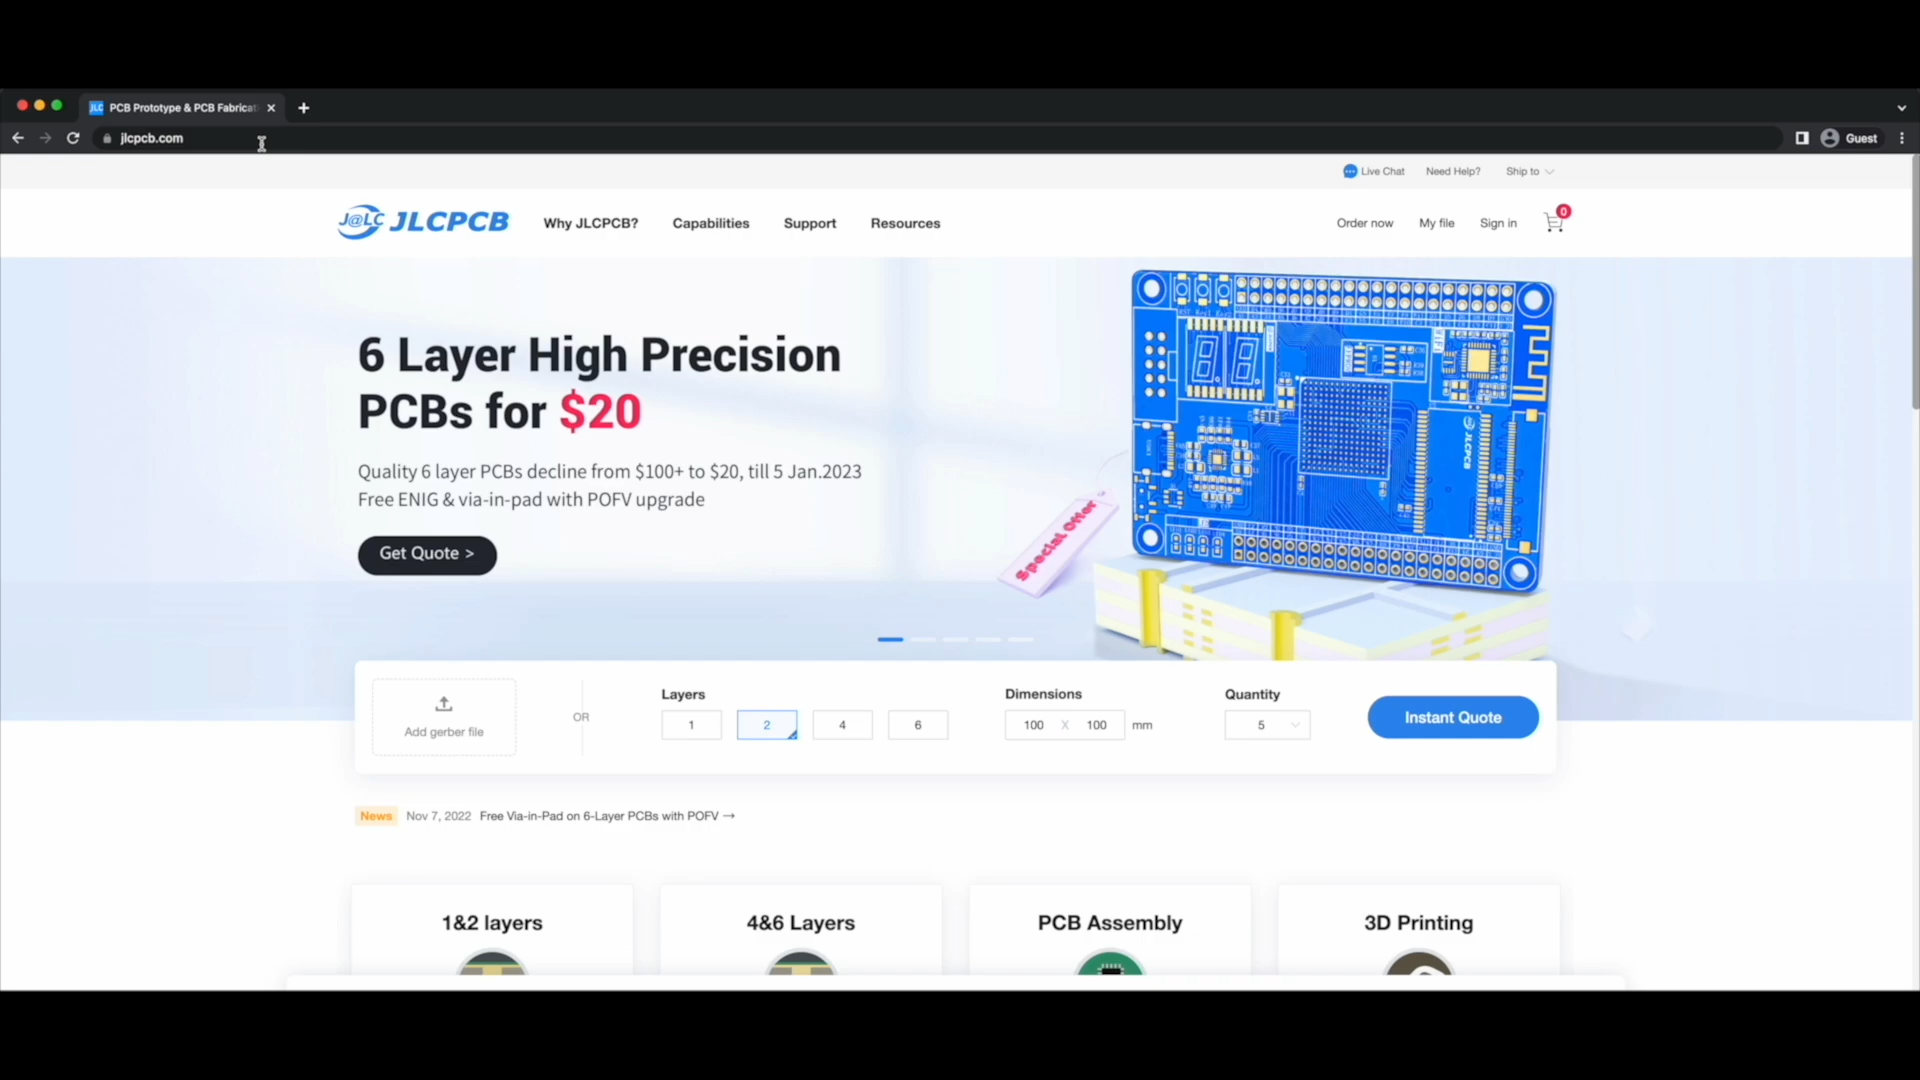 JLC PCB Prototype & PCB Fabricat
jlcpcb.com
Guest
Live Chat Need Help? Ship to
J@LC JLCPCB Why JLCPCB? Capabilities Support Resources Order now My file Sign in 0
6 Layer High Precision
PCBs for $20
Quality 6 layer PCBs decline from $100+ to $20, till 5 Jan.2023
Free ENIG & via-in-pad with POFV upgrade
Get Quote >
Special Offer
JLCPCB
Add gerber file
OR
Layers
1 2 4 6
Dimensions
100 X 100 mm
Quantity
5
Instant Quote
News Nov 7, 2022 Free Via-in-Pad on 6-Layer PCBs with POFV →
1&2 layers
4&6 Layers
PCB Assembly
3D Printing